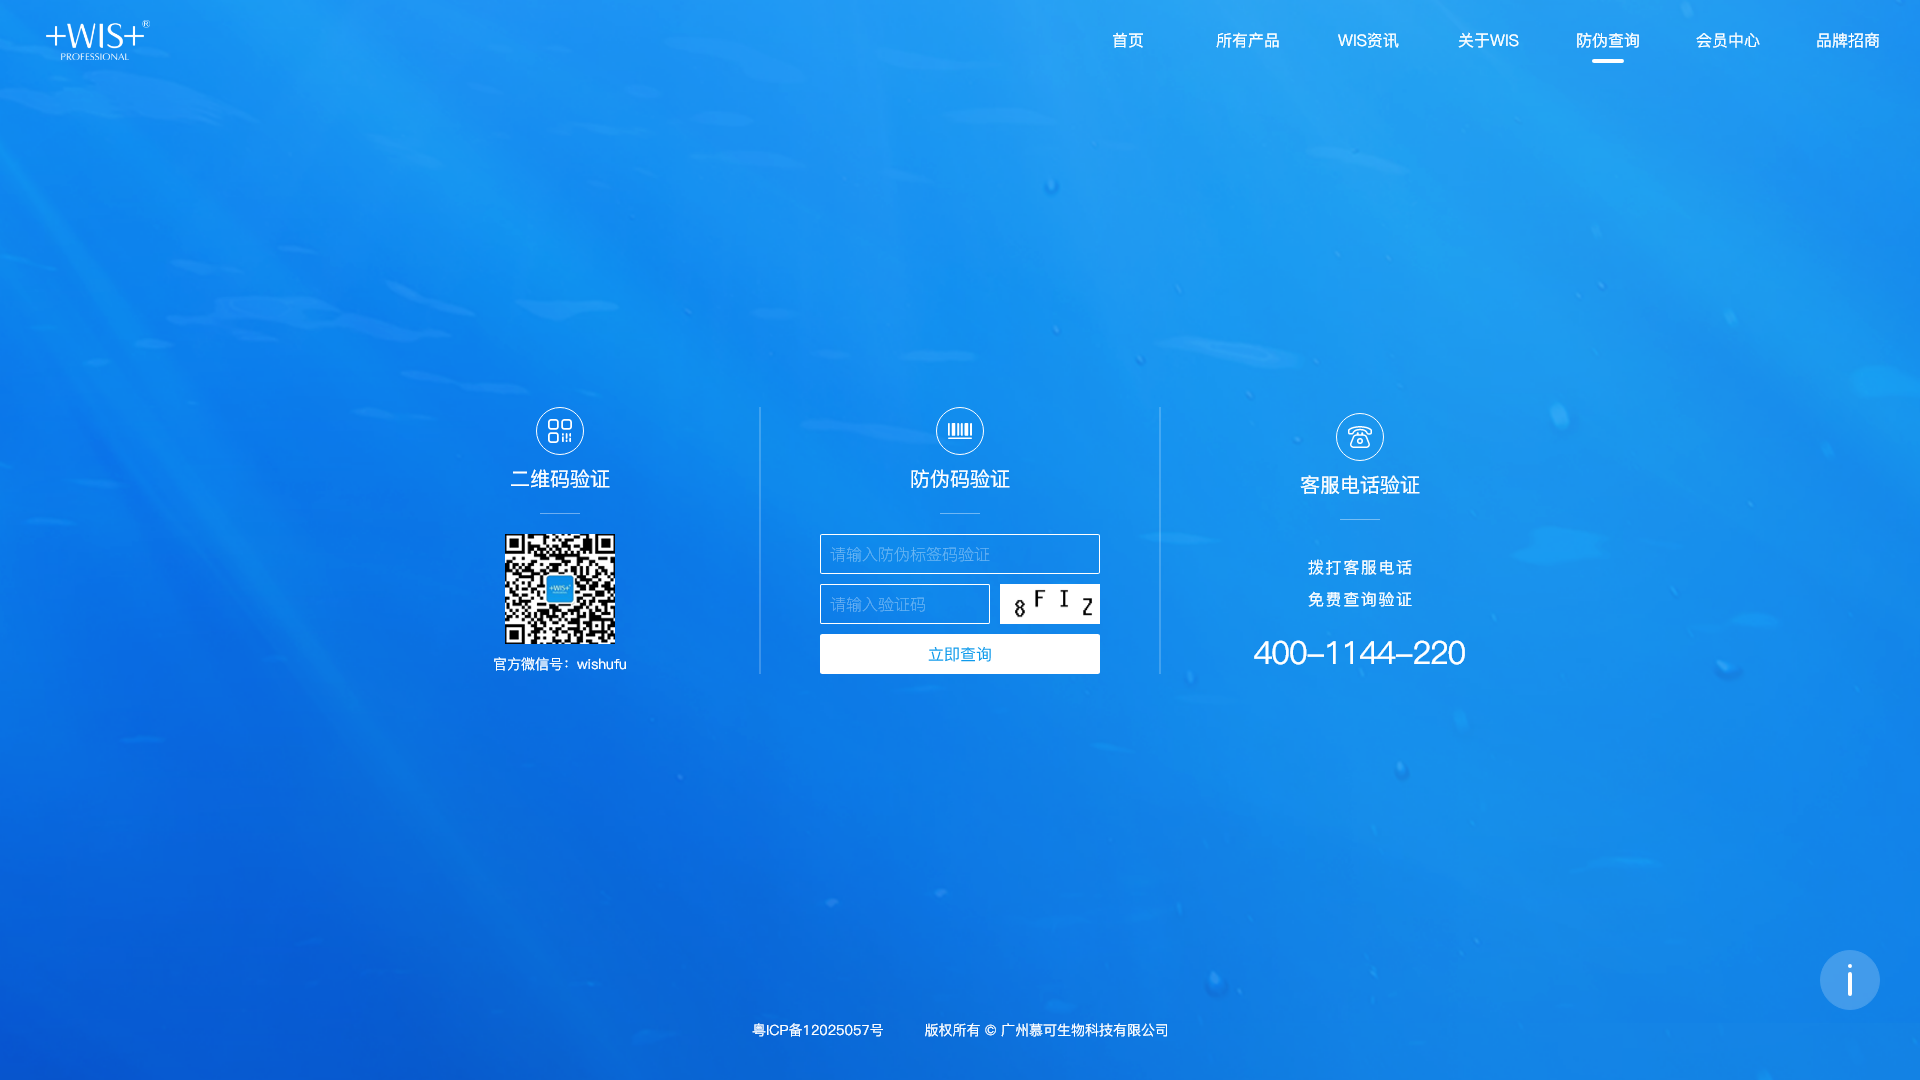 +WIS+®
PROFESSIONAL
首页
所有产品
WIS资讯
关于WIS
防伪查询
会员中心
品牌招商
二维码验证
+WIS+
官方微信号：wishufu
防伪码验证
请输入防伪标签码验证
请输入验证码
8FIZ
立即查询
客服电话验证
拨打客服电话
免费查询验证
400-1144-220
粤ICP备12025057号
版权所有 © 广州慕可生物科技有限公司